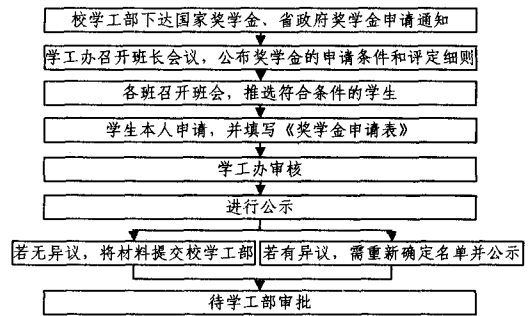 校学工部下达国家奖学金、省政府奖学金申请通知
学工办召开班长会议，公布奖学金的申请条件和评定细则
各班召开班会，推选符合条件的学生
学生本人申请，并填写《奖学金申请表》
学工办审核
进行公示
若无异议，将材料提交校学工部
若有异议，需重新确定名单并公示
待学工部审批